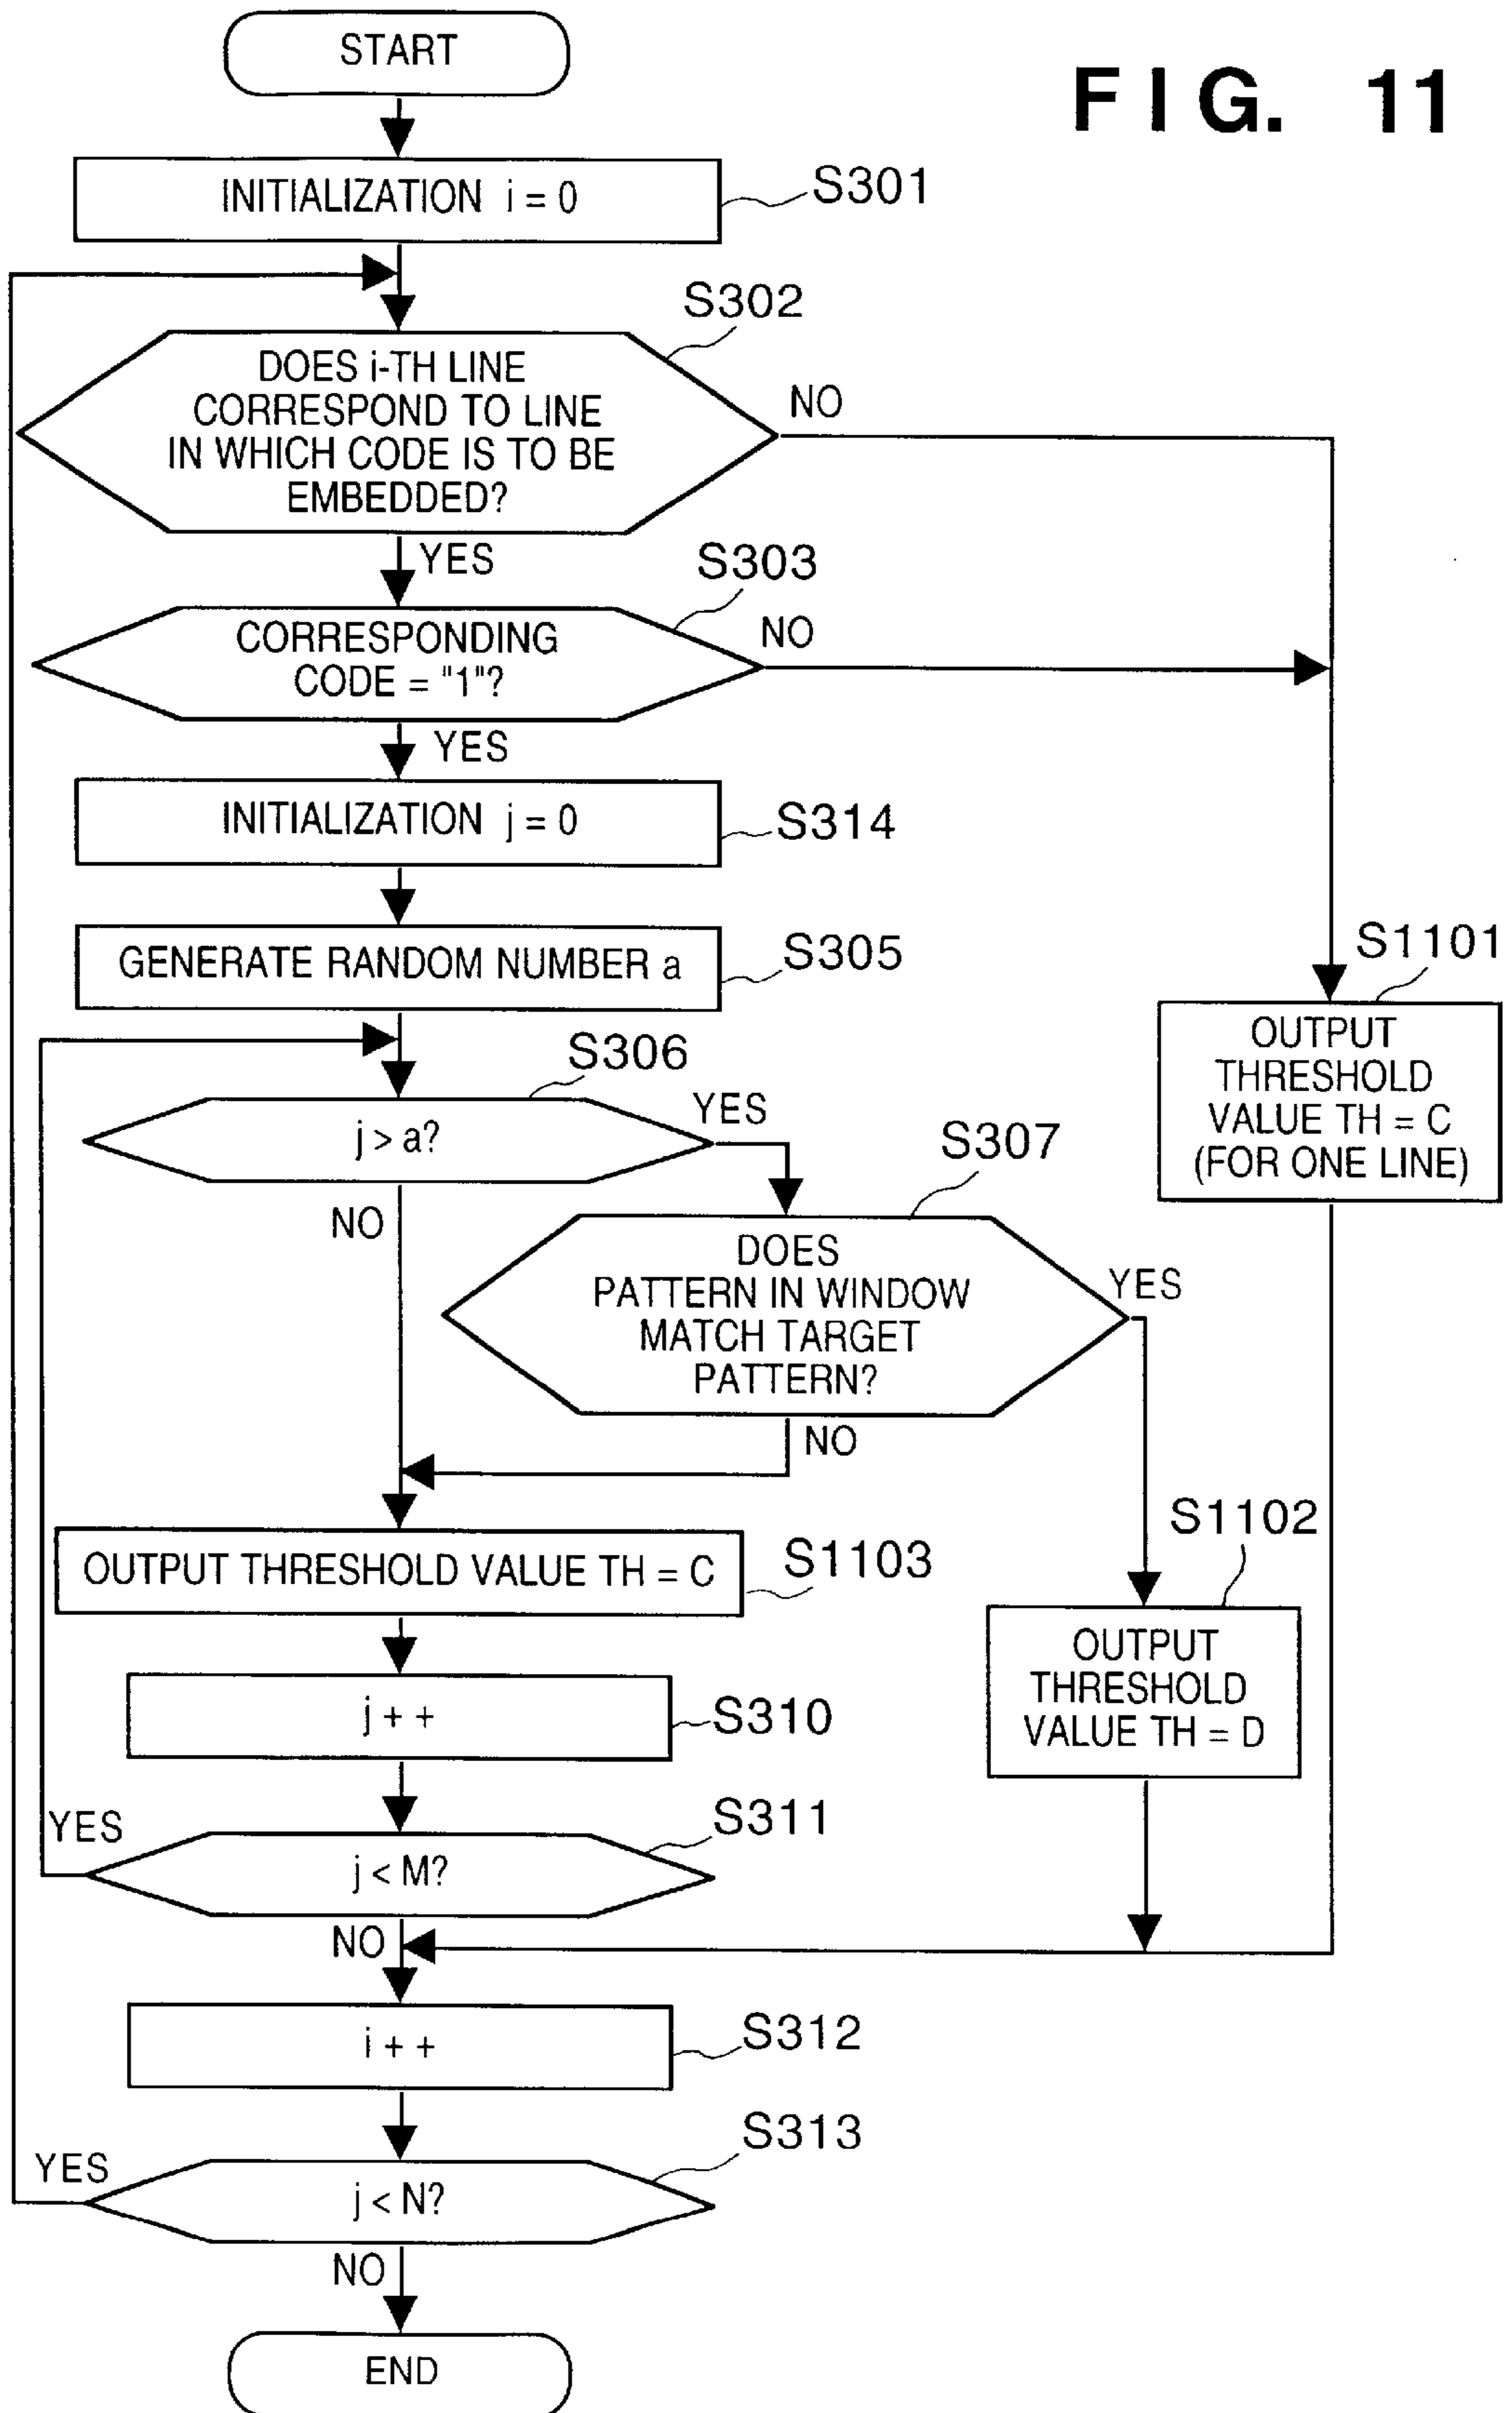 FIG. 11
START
INITIALIZATION i = 0
S301
S302
DOES i-TH LINE
CORRESPOND TO LINE
IN WHICH CODE IS TO BE
EMBEDDED?
NO
YES
S303
CORRESPONDING
CODE = "1"?
NO
YES
INITIALIZATION j = 0
S314
GENERATE RANDOM NUMBER a
S305
S1101
OUTPUT
THRESHOLD
VALUE TH = C
(FOR ONE LINE)
S306
j > a?
YES
NO
S307
DOES
PATTERN IN WINDOW
MATCH TARGET
PATTERN?
YES
NO
OUTPUT THRESHOLD VALUE TH = C
S1103
S1102
OUTPUT
THRESHOLD
VALUE TH = D
j + +
S310
S311
YES
j < M?
NO
i + +
S312
S313
YES
j < N?
NO
END